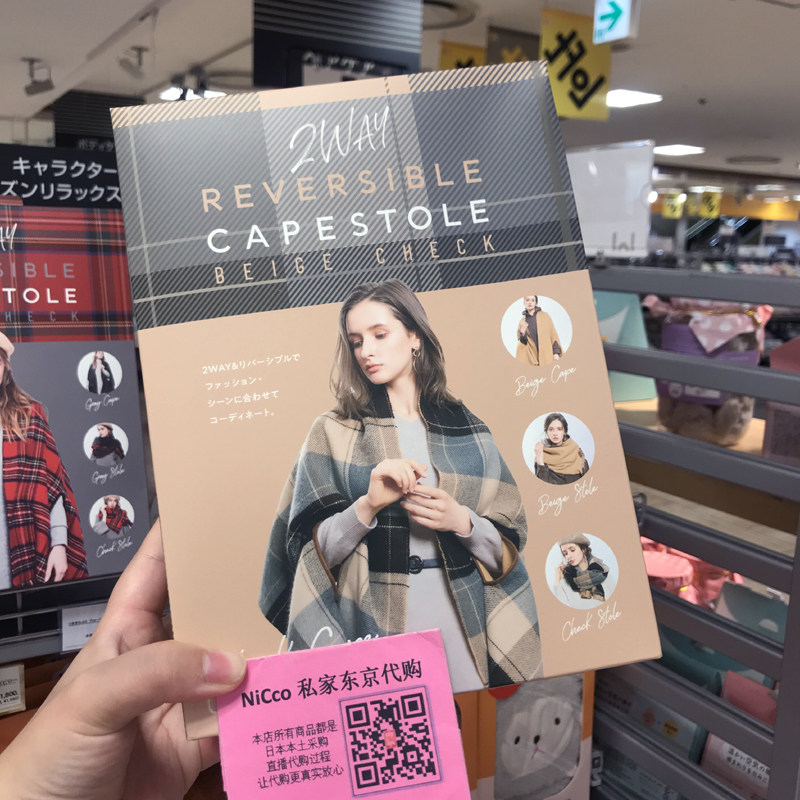 2WAY
REVERSIBLE
CAPESTOLE
BEIGE CHECK
2WAY&リバーシブルで
ファッション・
シーンに合わせて
コーディネート。
Beige Cape
Beige Stole
Check Stole
NiCco 私家东京代购
本店所有商品都是
日本本土采购
直播代购过程
让代购更真实放心
キャラクター
ズンリラックス
SIBLE
TOLE
HECK
Gray Cape
Gray Stole
Check Stole